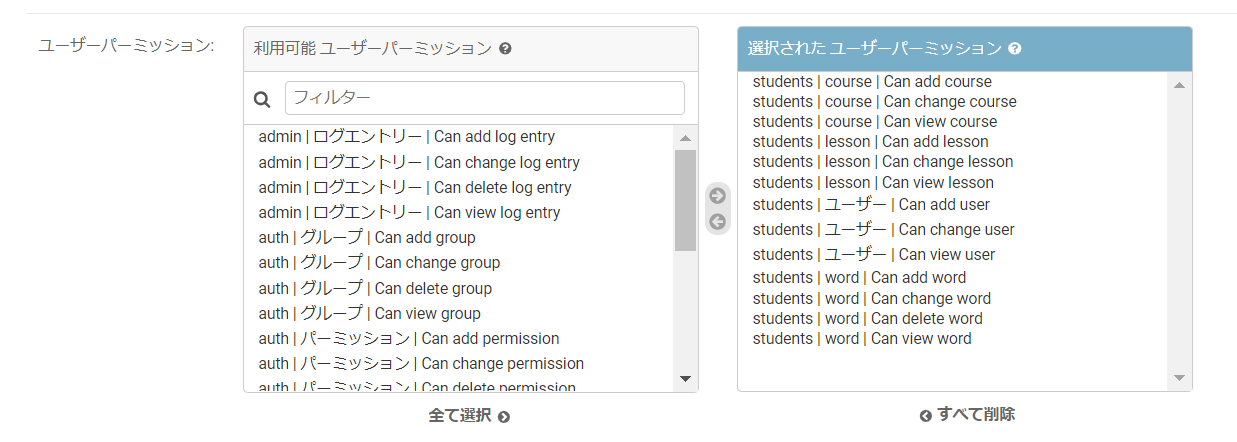 ユーザーパーミッション:
利用可能 ユーザーパーミッション
フィルター
admin | ログエントリー | Can add log entry
admin | ログエントリー | Can change log entry
admin | ログエントリー | Can delete log entry
admin | ログエントリー | Can view log entry
auth | グループ | Can add group
auth | グループ | Can change group
auth | グループ | Can delete group
auth | グループ | Can view group
auth | パーミッション | Can add permission
auth | パーミッション | Can change permission
auth | パーミッション | Can delete permission
全て選択
選択された ユーザーパーミッション
students | course | Can add course
students | course | Can change course
students | course | Can view course
students | lesson | Can add lesson
students | lesson | Can change lesson
students | lesson | Can view lesson
students | ユーザー | Can add user
students | ユーザー | Can change user
students | ユーザー | Can view user
students | word | Can add word
students | word | Can change word
students | word | Can delete word
students | word | Can view word
すべて削除